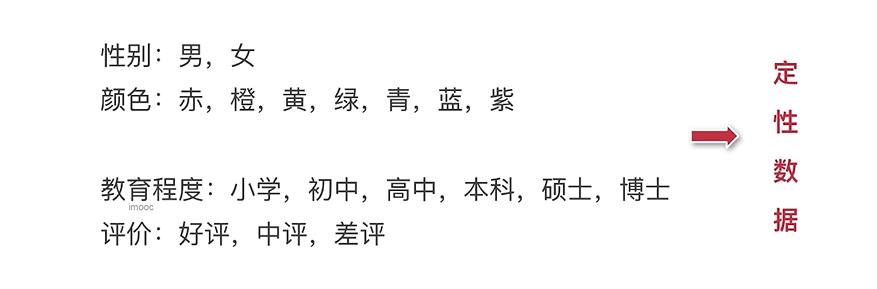 性别：男，女
颜色：赤，橙，黄，绿，青，蓝，紫
教育程度：小学，初中，高中，本科，硕士，博士
imooc
评价：好评，中评，差评
定性数据